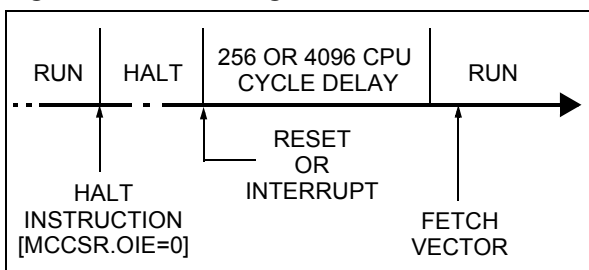 RUN
HALT
256 OR 4096 CPU
CYCLE DELAY
RUN
RESET
OR
INTERRUPT
HALT
INSTRUCTION
[MCCSR.OIE=0]
FETCH
VECTOR